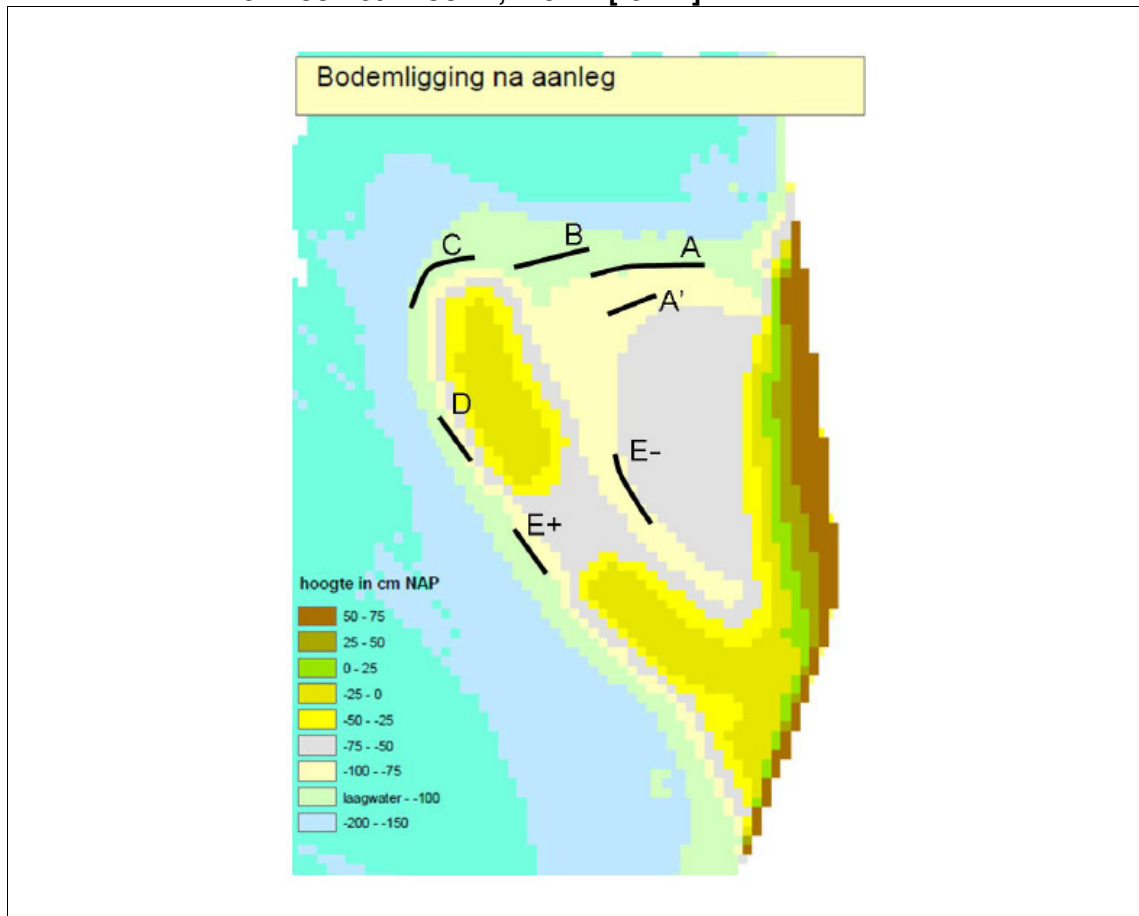 Bodemligging na aanleg
B
C
A
A'
D
E-
E+
hoogte in cm NAP
50 - 75
25 - 50
0 - 25
-25 - 0
-50 - -25
-75 - -50
-100 - -75
laagwater - -100
-200 - -150